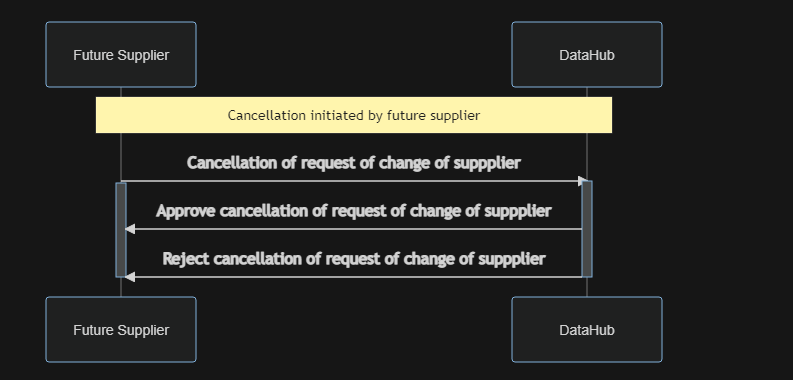 Future Supplier
DataHub
Cancellation initiated by future supplier
Cancellation of request of change of suppplier
Approve cancellation of request of change of suppplier
Reject cancellation of request of change of suppplier
Future Supplier
DataHub